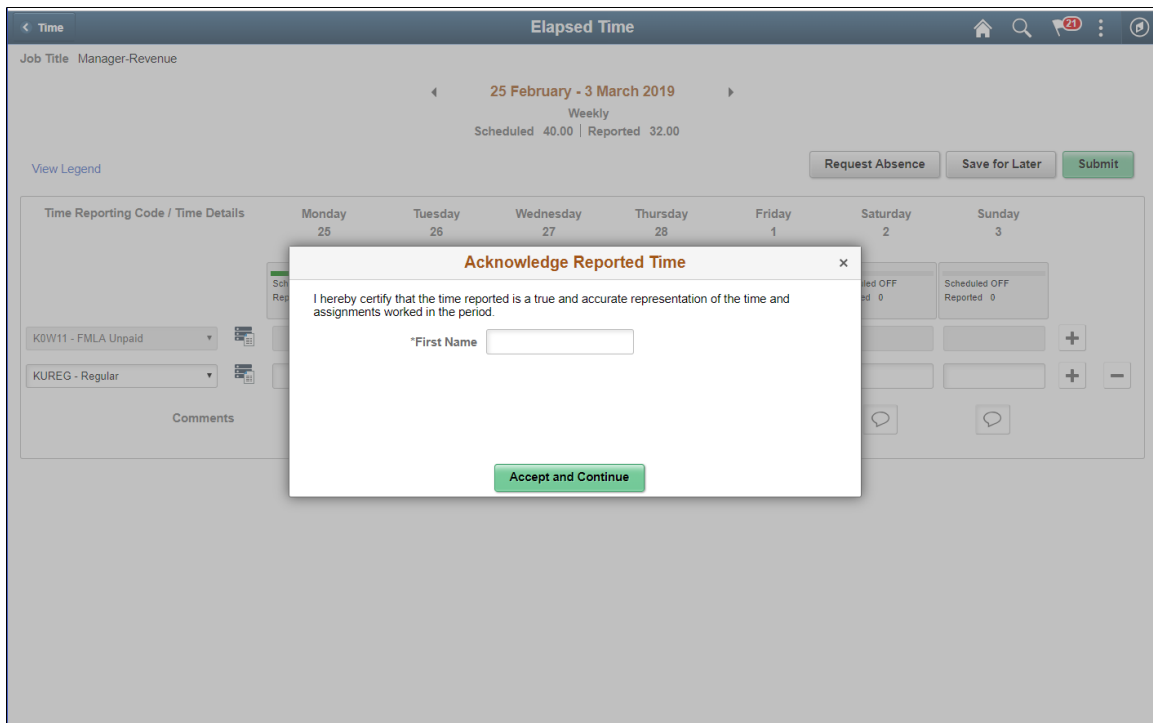 Time
Elapsed Time
21
Job Title Manager-Revenue
25 February - 3 March 2019
Weekly
Scheduled 40.00 | Reported 32.00
View Legend
Request Absence
Save for Later
Submit
Time Reporting Code / Time Details
Monday Tuesday Wednesday Thursday Friday Saturday Sunday
25 26 27 28 1 2 3
Acknowledge Reported Time
×
I hereby certify that the time reported is a true and accurate representation of the time and
assignments worked in the period.
*First Name
Accept and Continue
Scheduled OFF
Reported 0
K0W11 - FMLA Unpaid
KUREG - Regular
Comments